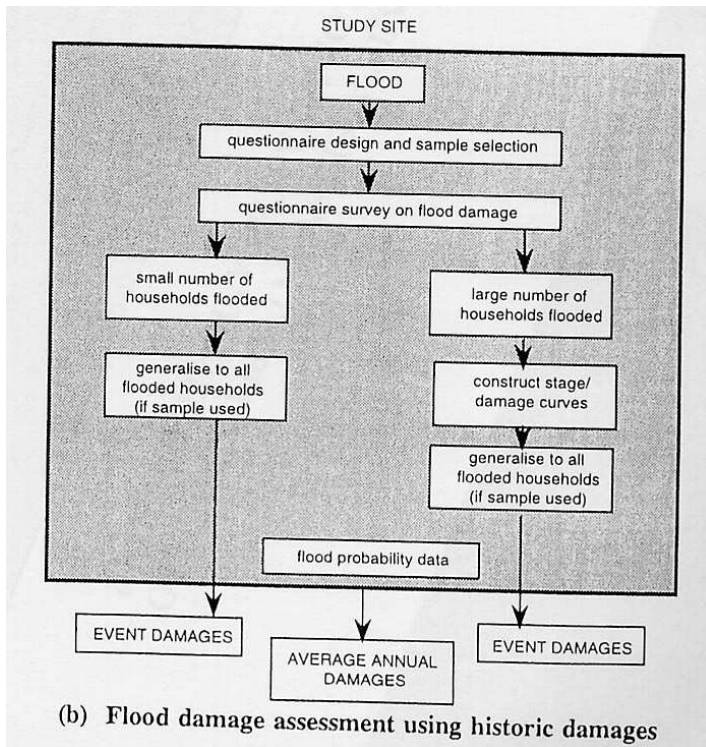 STUDY SITE
FLOOD
questionnaire design and sample selection
questionnaire survey on flood damage
small number of
households flooded
generalise to all
flooded households
(if sample used)
large number of
households flooded
construct stage/
damage curves
generalise to all
flooded households
(if sample used)
flood probability data
EVENT DAMAGES
AVERAGE ANNUAL
DAMAGES
EVENT DAMAGES
(b) Flood damage assessment using historic damages